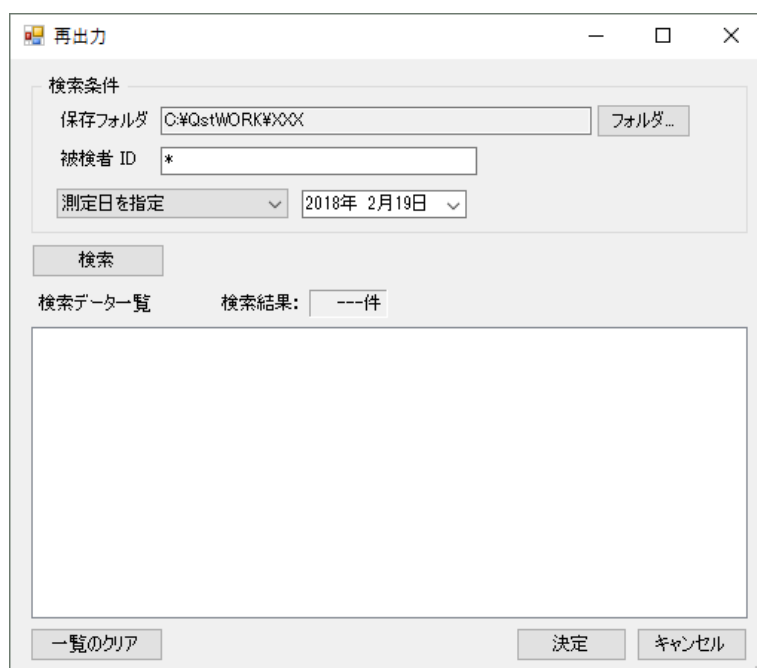 再出力
検索条件
保存フォルダ C:¥QstWORK¥XXX フォルダ...
被検者 ID *
測定日を指定 2018年 2月19日
検索
検索データ一覧 検索結果: ---件
一覧のクリア 決定 キャンセル